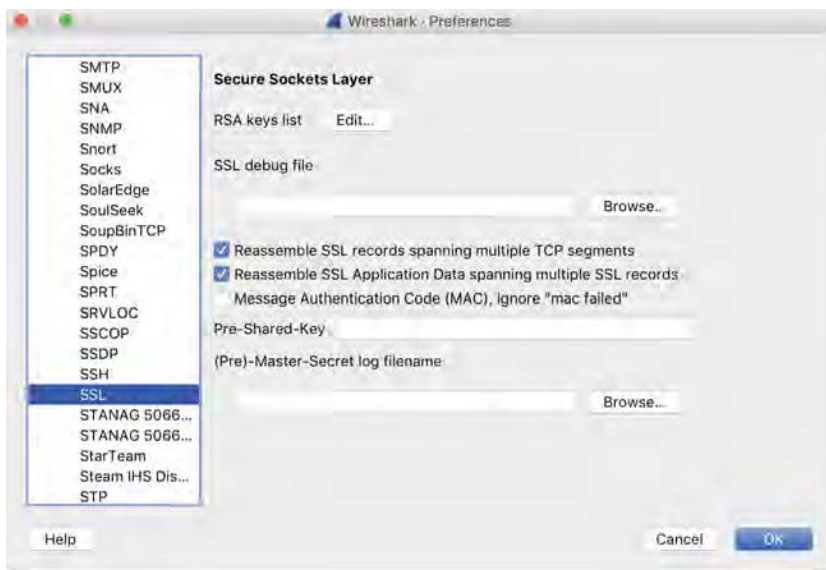 Wireshark · Preferences
SMTP
SMUX
SNA
SNMP
Snort
Socks
SolarEdge
SoulSeek
SoupBinTCP
SPDY
Spice
SPRT
SRVLOC
SSCOP
SSDP
SSH
SSL
STANAG 5066...
STANAG 5066...
StarTeam
Steam IHS Dis...
STP
Secure Sockets Layer
RSA keys list Edit...
SSL debug file
Browse...
Reassemble SSL records spanning multiple TCP segments
Reassemble SSL Application Data spanning multiple SSL records
Message Authentication Code (MAC), ignore "mac failed"
Pre-Shared-Key
(Pre)-Master-Secret log filename
Browse...
Help
Cancel
OK